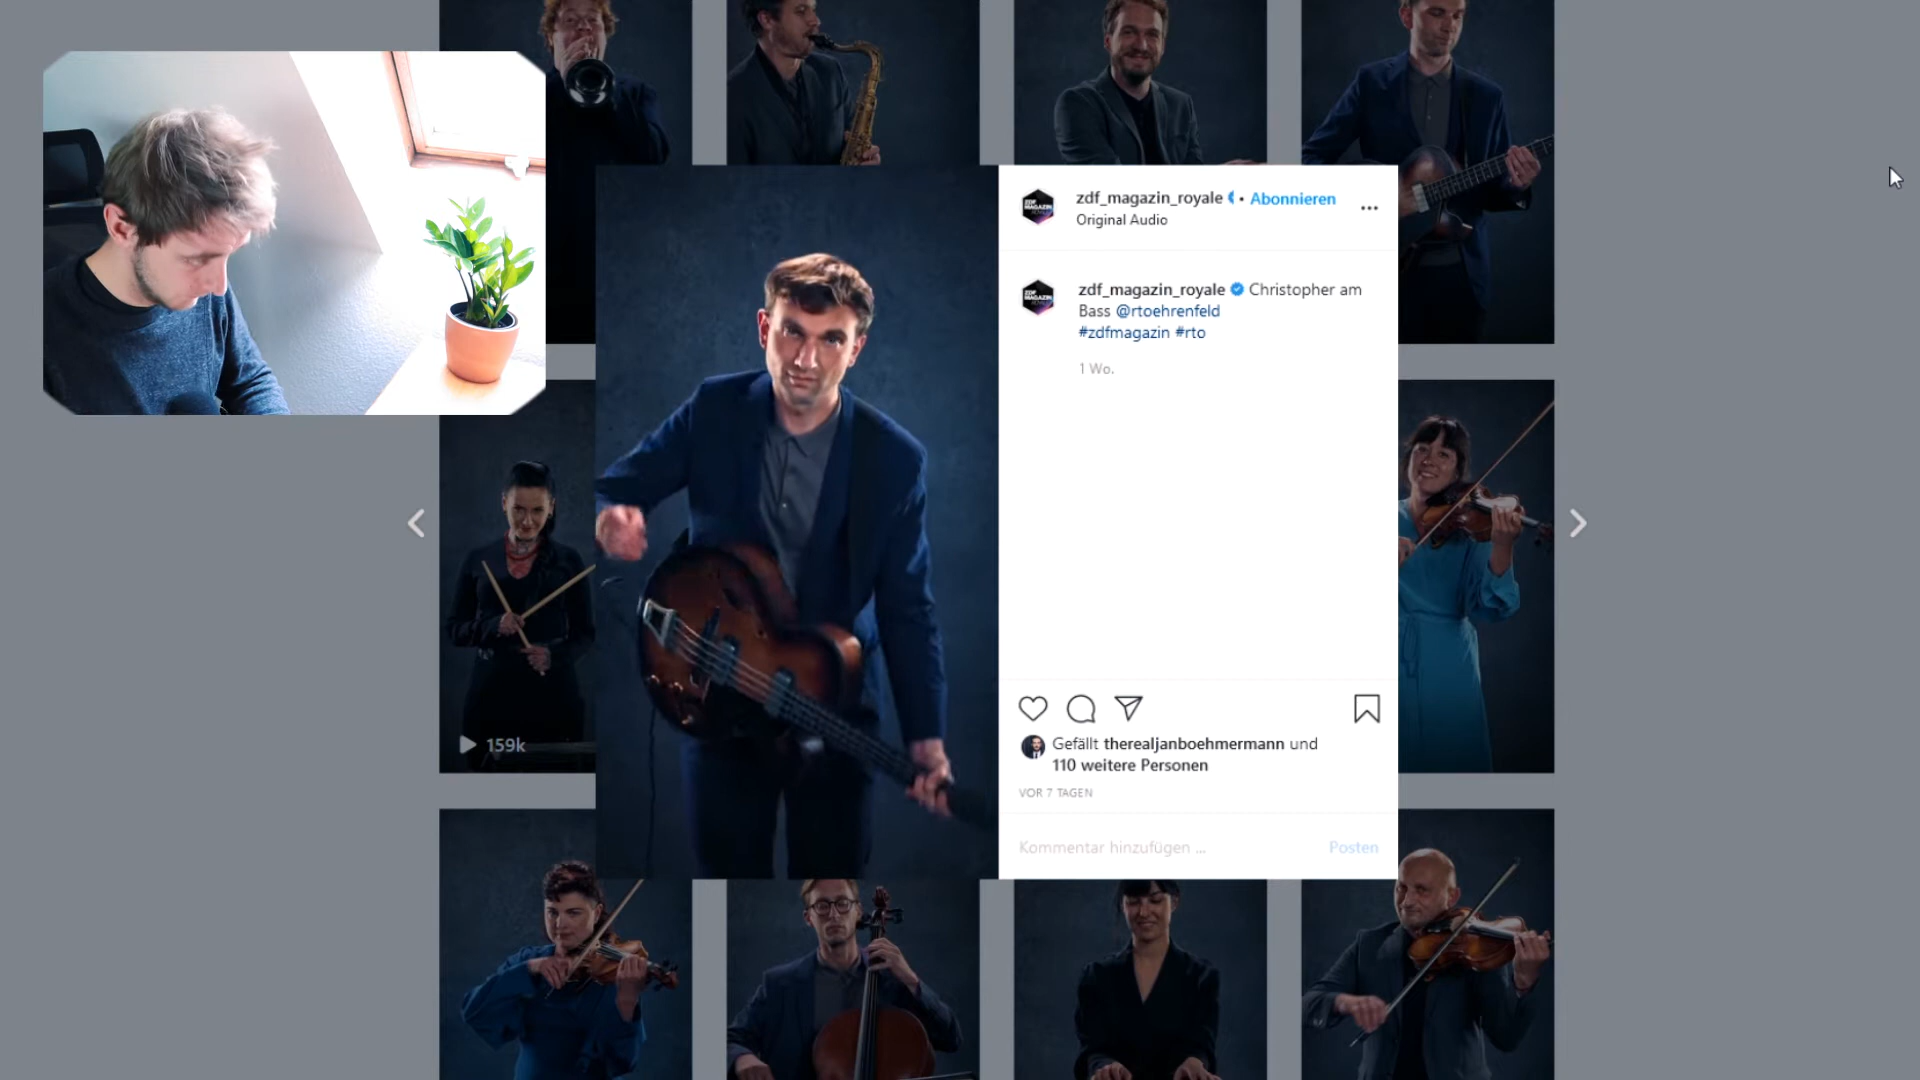 zdf_magazin_royale • Abonnieren
Original Audio
zdf_magazin_royale Christopher am
Bass @rtoehrenfeld
#zdfmagazin #rto
1 Wo.
159k
Gefällt therealjanboehmermann und
110 weitere Personen
VOR 7 TAGEN
Kommentar hinzufügen ...
Posten